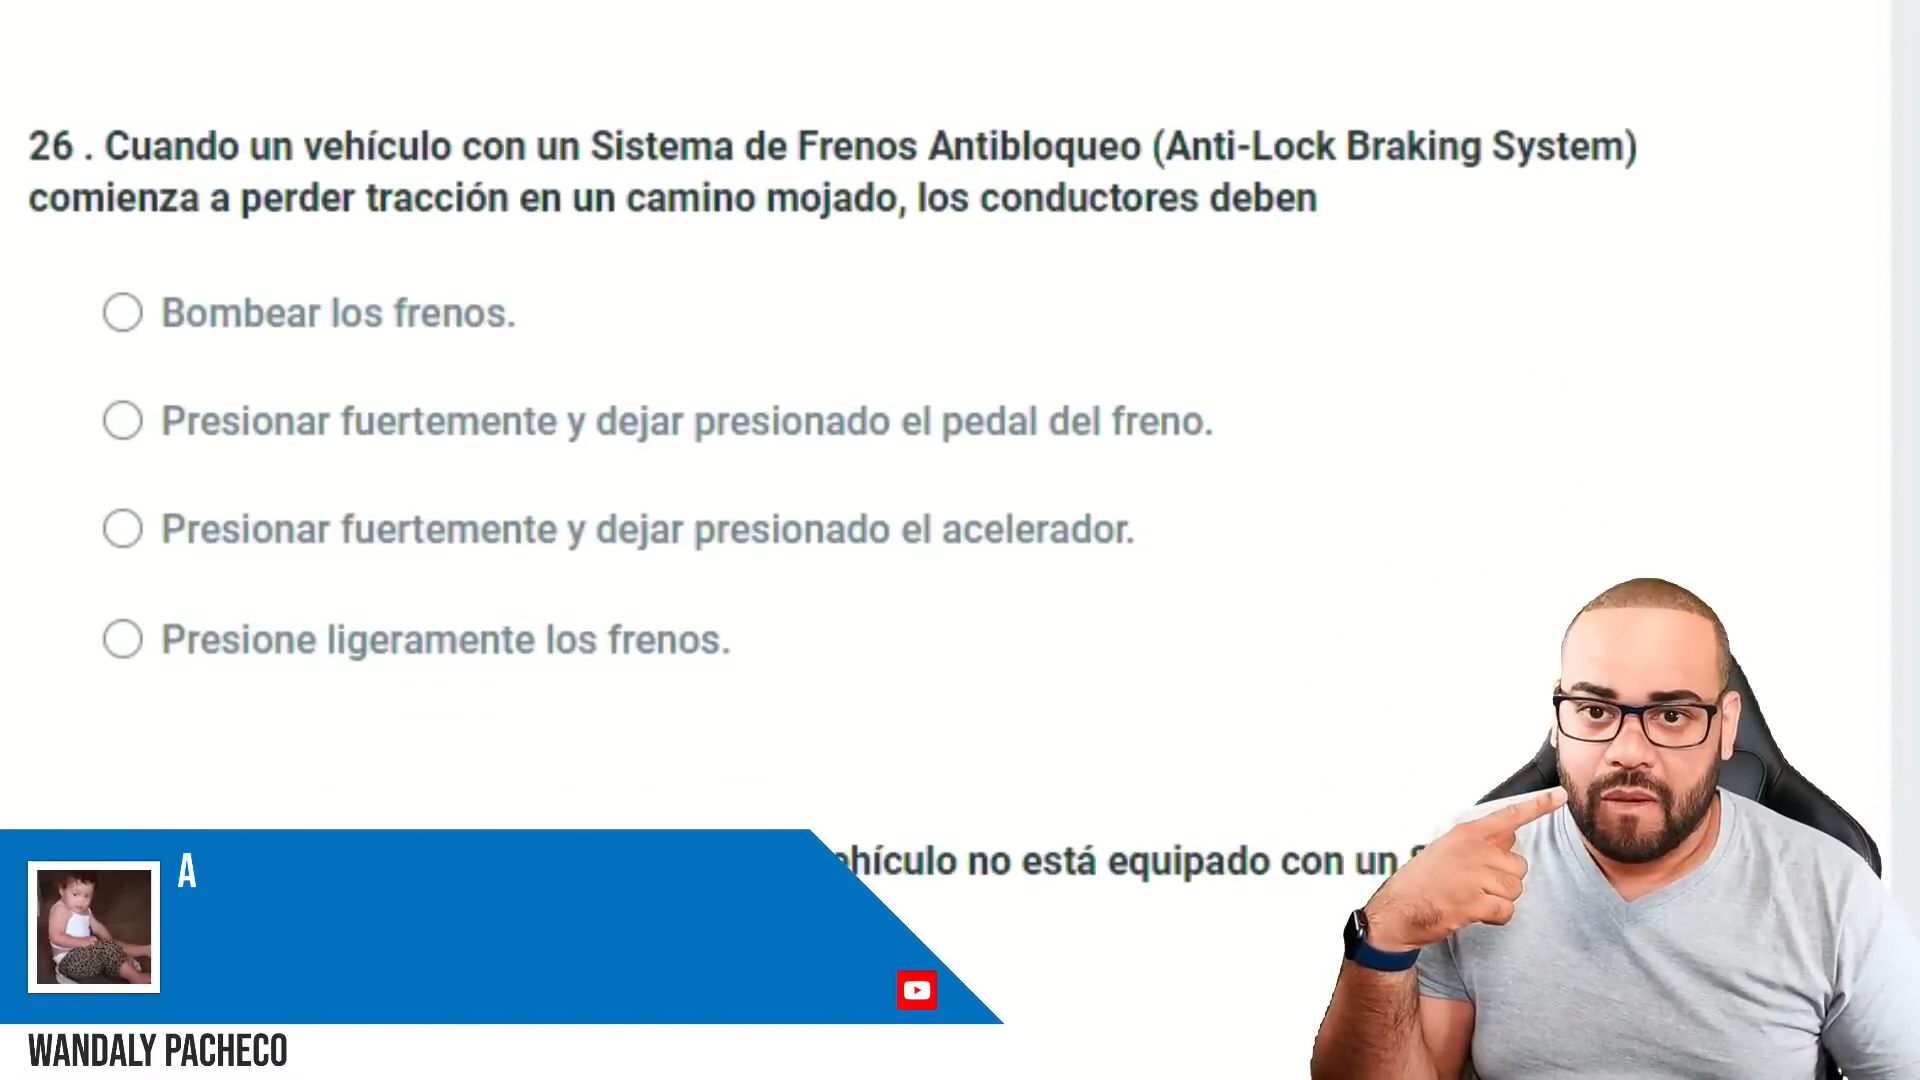 26 . Cuando un vehículo con un Sistema de Frenos Antibloqueo (Anti-Lock Braking System)
comienza a perder tracción en un camino mojado, los conductores deben
Bombear los frenos.
Presionar fuertemente y dejar presionado el pedal del freno.
Presionar fuertemente y dejar presionado el acelerador.
Presione ligeramente los frenos.
hículo no está equipado con un
A
WANDALY PACHECO